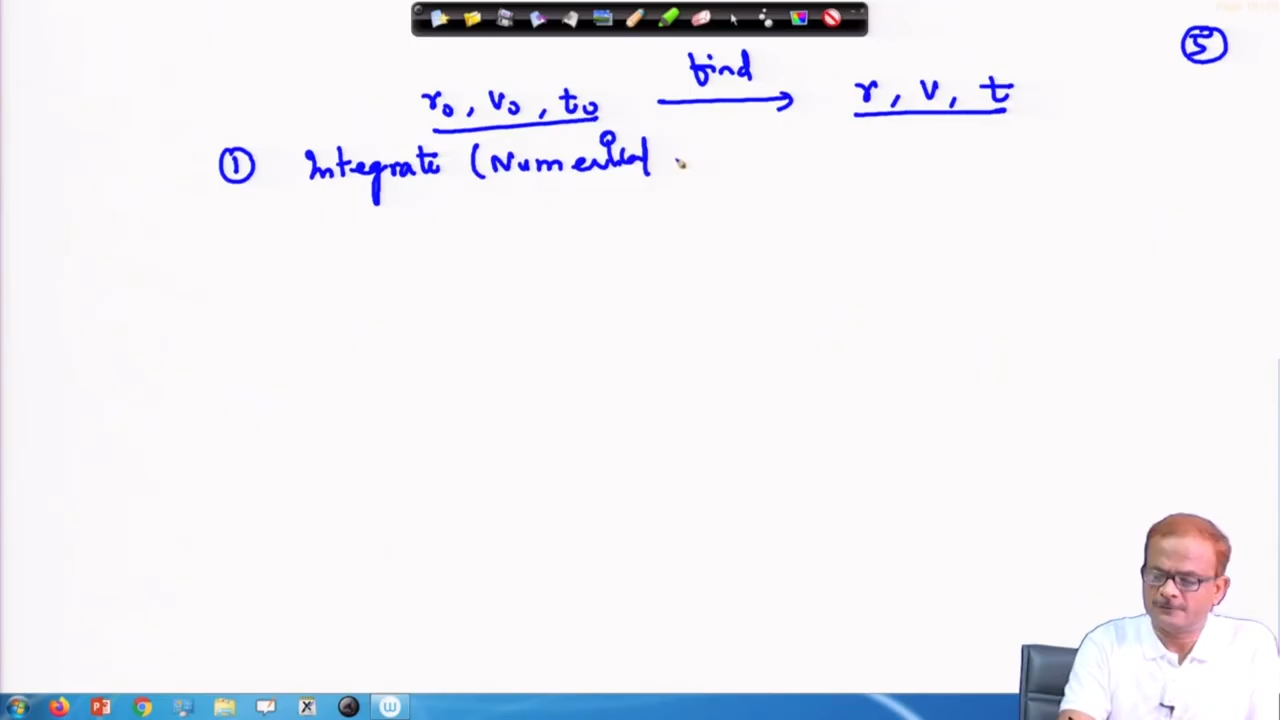 ⑤
find
r₀, v₀, t₀ → r, v, t
① Integrate (Numerical